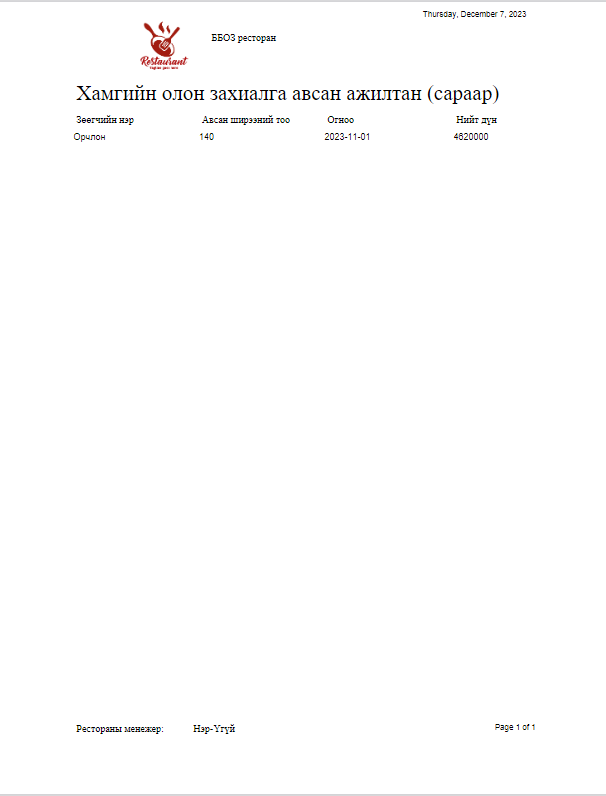 Thursday, December 7, 2023
ББОЗ ресторан
Restaurant
Хамгийн олон захиалга авсан ажилтан (сараар)
Зөөгчийн нэр Авсан ширээний тоо Огноо Нийт дүн
Орчлон 140 2023-11-01 4620000
Рестораны менежер: Нэр-Үгүй Page 1 of 1